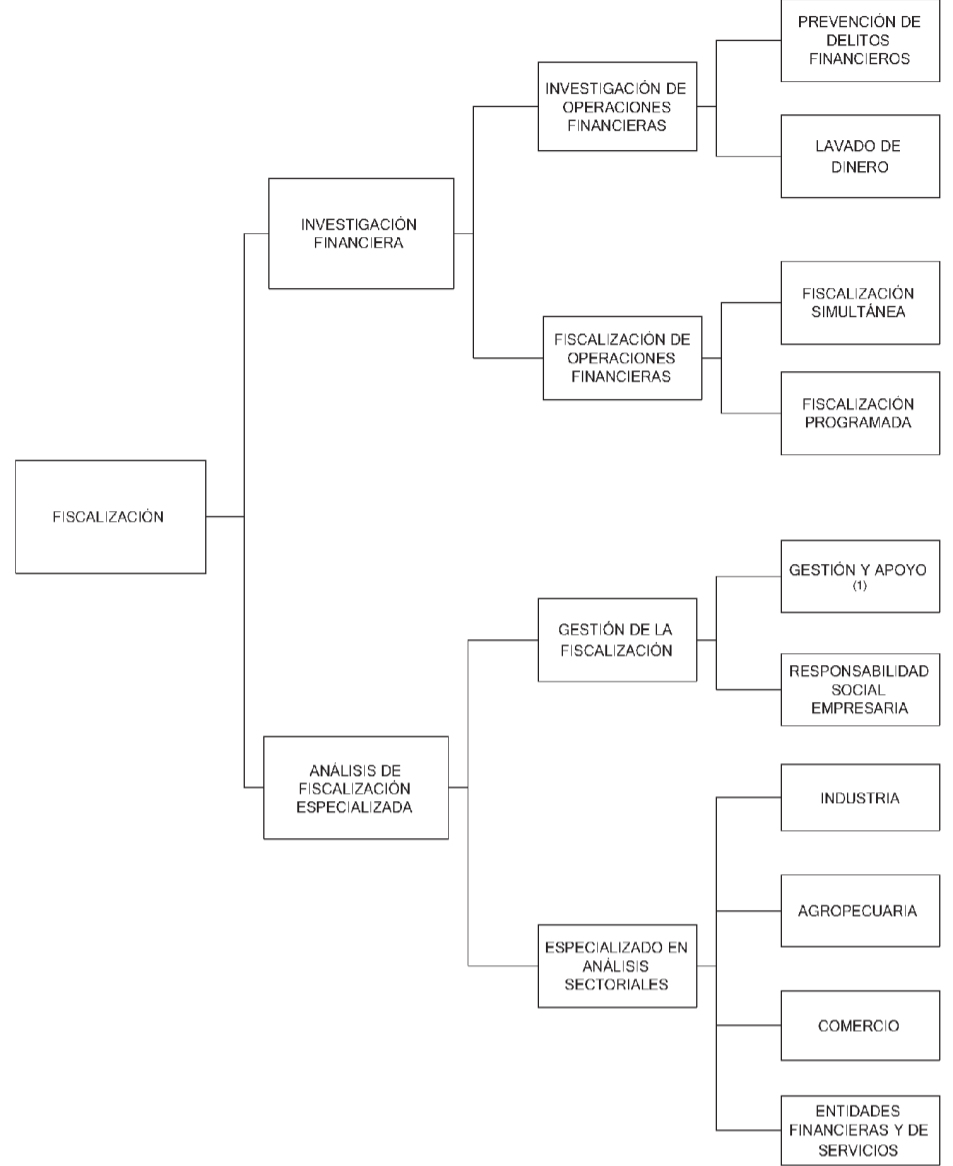 PREVENCIÓN DE
DELITOS
FINANCIEROS
INVESTIGACIÓN DE
OPERACIONES
FINANCIERAS
LAVADO DE
DINERO
INVESTIGACIÓN
FINANCIERA
FISCALIZACIÓN
SIMULTÁNEA
FISCALIZACIÓN DE
OPERACIONES
FINANCIERAS
FISCALIZACIÓN
PROGRAMADA
FISCALIZACIÓN
GESTIÓN Y APOYO
(1)
GESTIÓN DE LA
FISCALIZACIÓN
RESPONSABILIDAD
SOCIAL
EMPRESARIA
ANÁLISIS DE
FISCALIZACIÓN
ESPECIALIZADA
INDUSTRIA
AGROPECUARIA
ESPECIALIZADO EN
ANÁLISIS
SECTORIALES
COMERCIO
ENTIDADES
FINANCIERAS Y DE
SERVICIOS